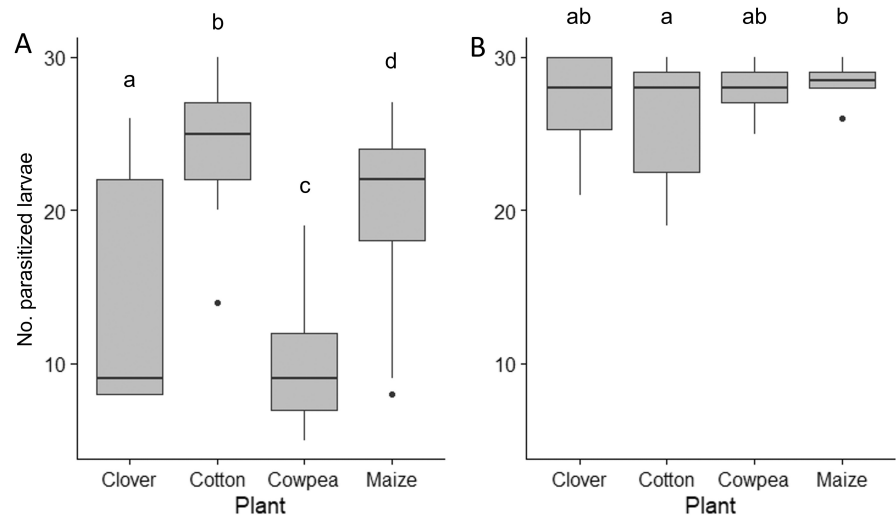 A
a
b
c
d
No. parasitized larvae
30
20
10
Clover Cotton Cowpea Maize
Plant
B
ab a ab b
30
20
10
Clover Cotton Cowpea Maize
Plant